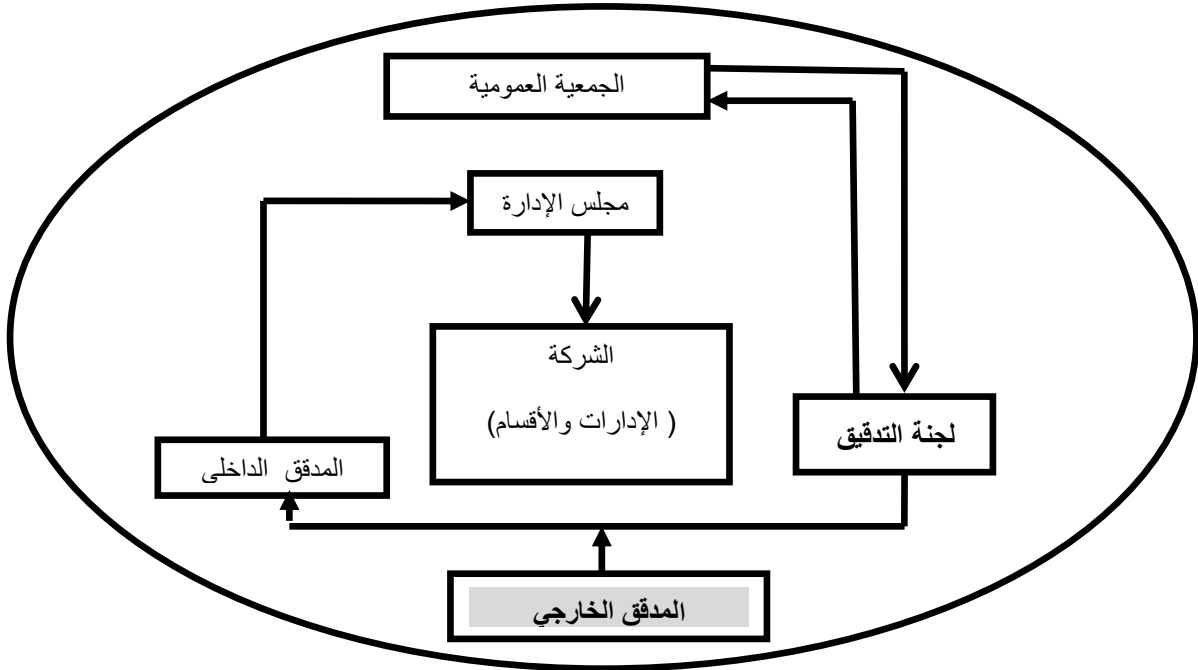 الجمعية العمومية
مجلس الإدارة
الشركة
( الإدارات والأقسام)
لجنة التدقيق
المدقق الداخلى
المدقق الخارجي